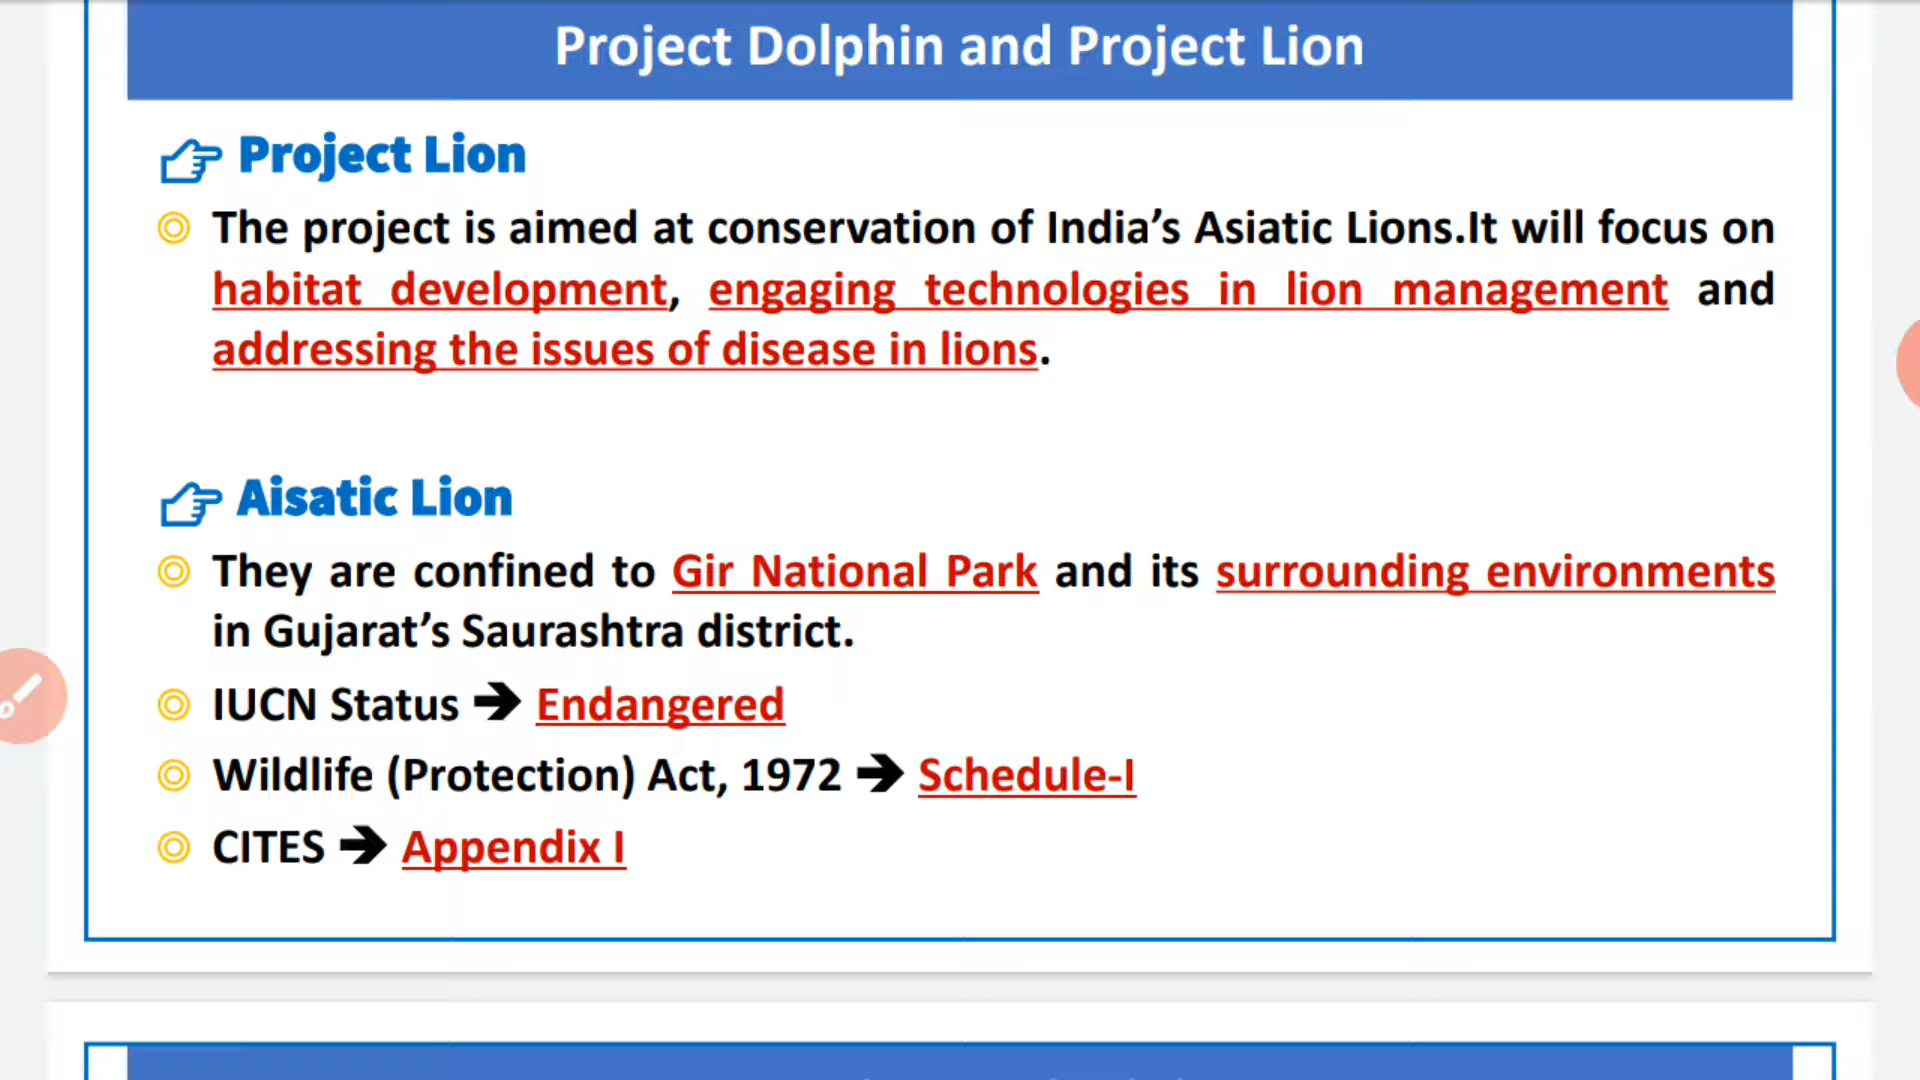 Project Dolphin and Project Lion
Project Lion
The project is aimed at conservation of India’s Asiatic Lions.It will focus on
habitat development, engaging technologies in lion management and
addressing the issues of disease in lions.
Aisatic Lion
They are confined to Gir National Park and its surrounding environments
in Gujarat’s Saurashtra district.
IUCN Status ➔ Endangered
Wildlife (Protection) Act, 1972 ➔ Schedule-I
CITES ➔ Appendix I